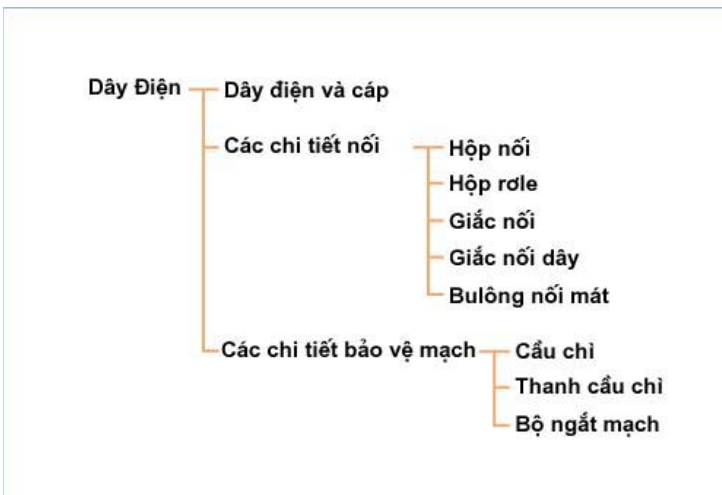 Dây Điện
Dây điện và cáp
Các chi tiết nối
Hộp nối
Hộp rơle
Giắc nối
Giắc nối dây
Bulông nối mát
Các chi tiết bảo vệ mạch
Cầu chì
Thanh cầu chì
Bộ ngắt mạch